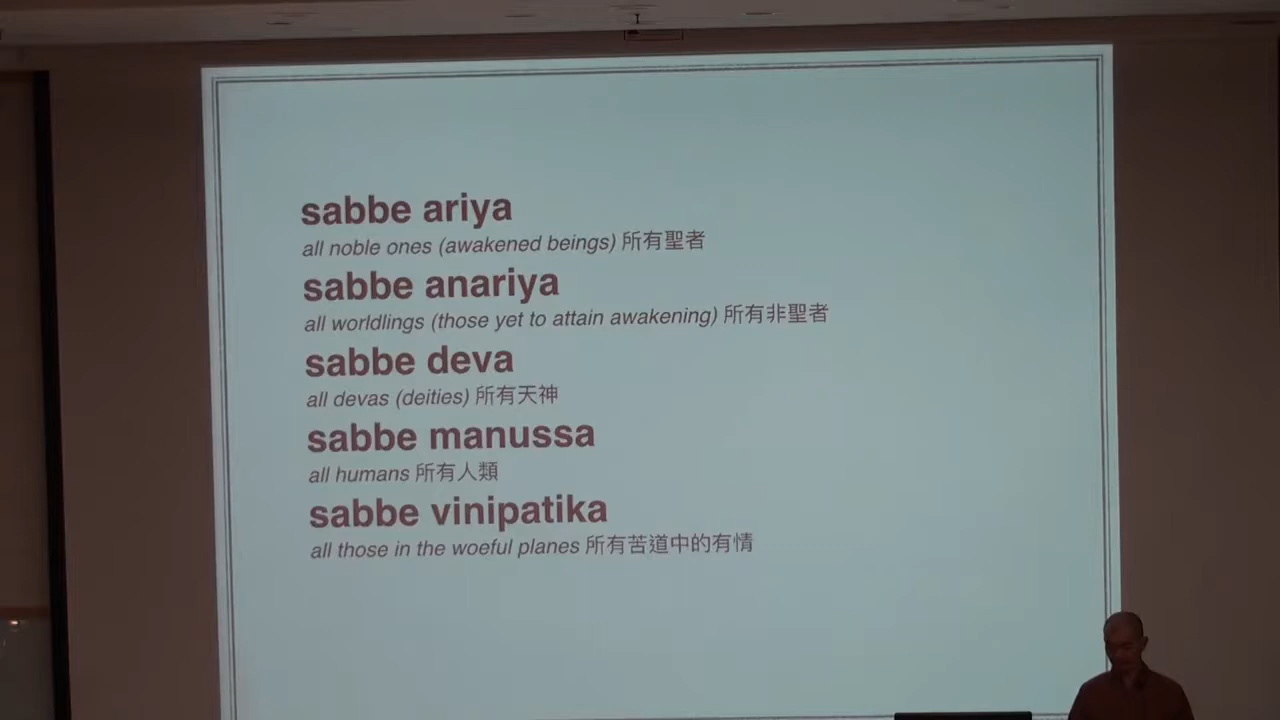 sabbe ariya
all noble ones (awakened beings) 所有聖者
sabbe anariya
all worldlings (those yet to attain awakening) 所有非聖者
sabbe deva
all devas (deities) 所有天神
sabbe manussa
all humans 所有人類
sabbe vinipatika
all those in the woeful planes 所有苦道中的有情